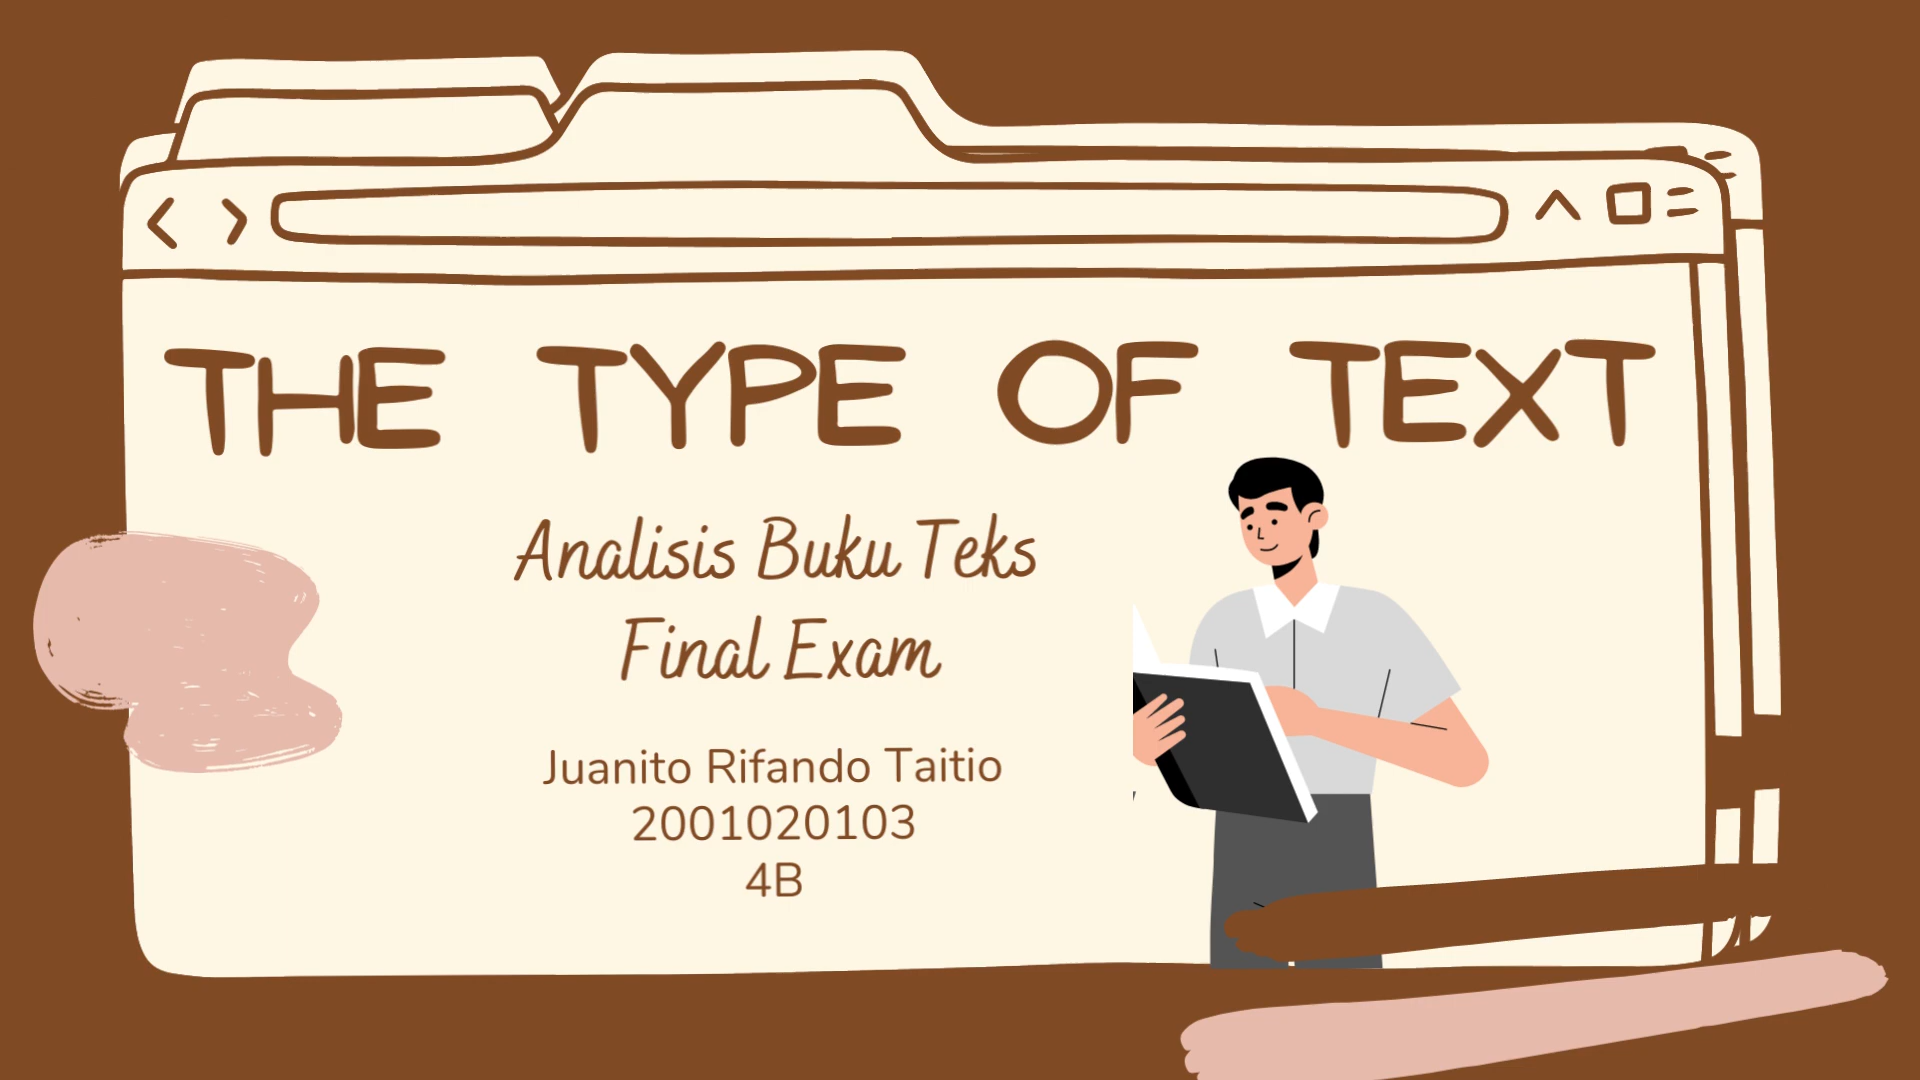 THE TYPE OF TEXT
Analisis Buku Teks
Final Exam
Juanito Rifando Taitio
2001020103
4B